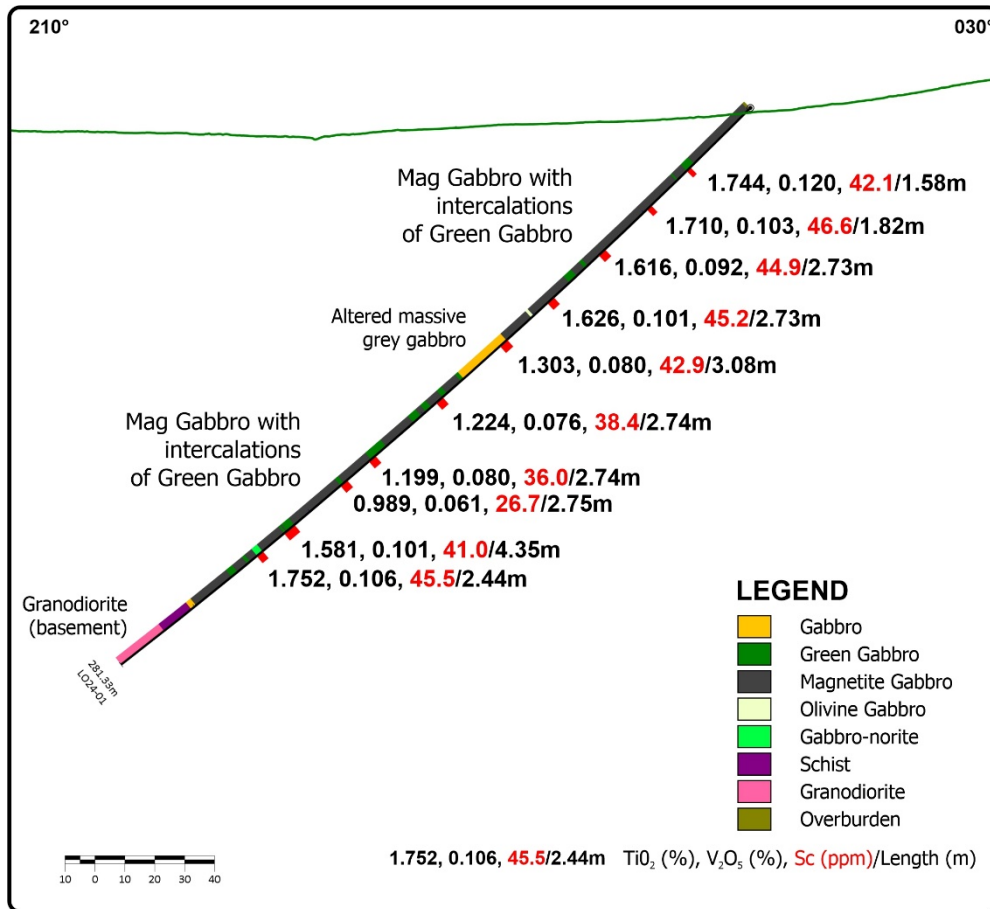 210°
030°
Mag Gabbro with
intercalations
of Green Gabbro
1.744, 0.120, 42.1/1.58m
1.710, 0.103, 46.6/1.82m
1.616, 0.092, 44.9/2.73m
1.626, 0.101, 45.2/2.73m
Altered massive
grey gabbro
1.303, 0.080, 42.9/3.08m
1.224, 0.076, 38.4/2.74m
Mag Gabbro with
intercalations
of Green Gabbro
1.199, 0.080, 36.0/2.74m
0.989, 0.061, 26.7/2.75m
1.581, 0.101, 41.0/4.35m
1.752, 0.106, 45.5/2.44m
Granodiorite
(basement)
281.33m
LO24-01
LEGEND
Gabbro
Green Gabbro
Magnetite Gabbro
Olivine Gabbro
Gabbro-norite
Schist
Granodiorite
Overburden
10 0 10 20 30 40
1.752, 0.106, 45.5/2.44m TiO₂ (%), V₂O₅ (%), Sc (ppm)/Length (m)